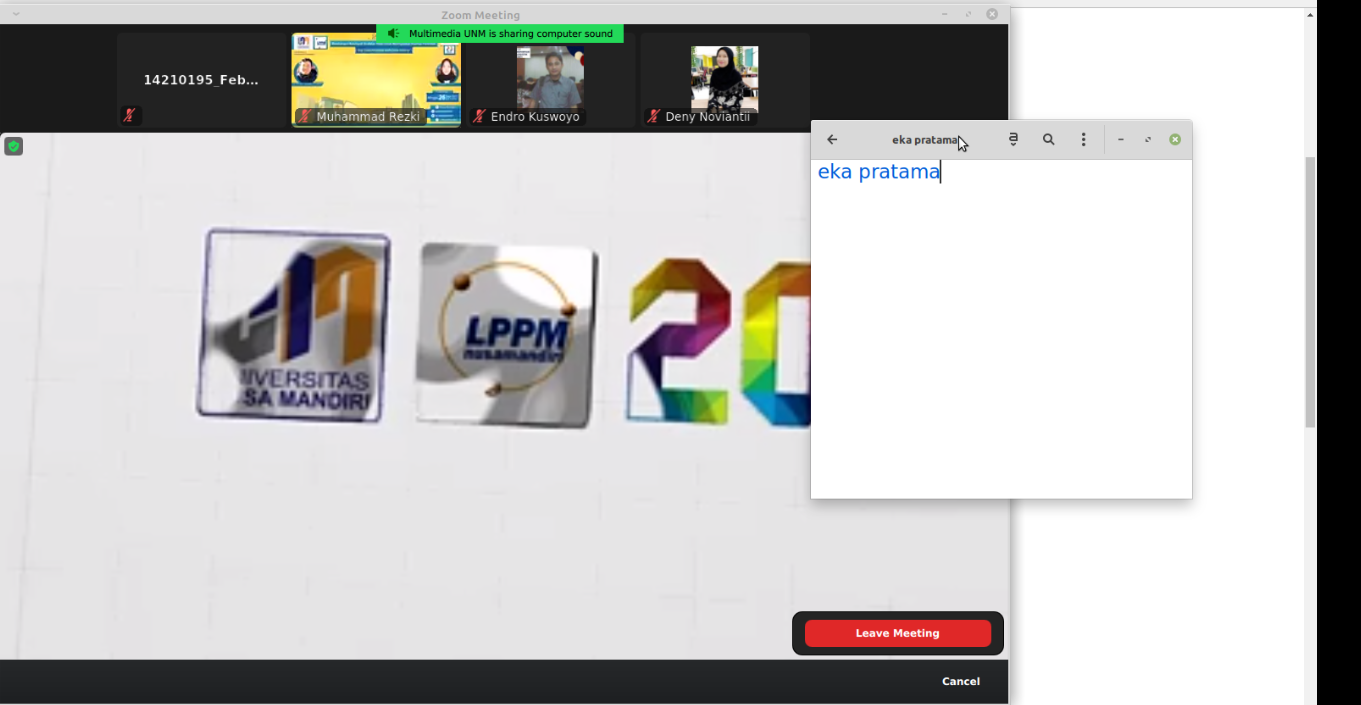 Zoom Meeting
Multimedia UNM is sharing computer sound
14210195_Feb...
Muhammad Rezki
Endro Kuswoyo
Deny Noviantii
eka pratama
eka pratama
IVERSITAS
SA MANDIRI
LPPM
nusamandiri
20
Leave Meeting
Cancel